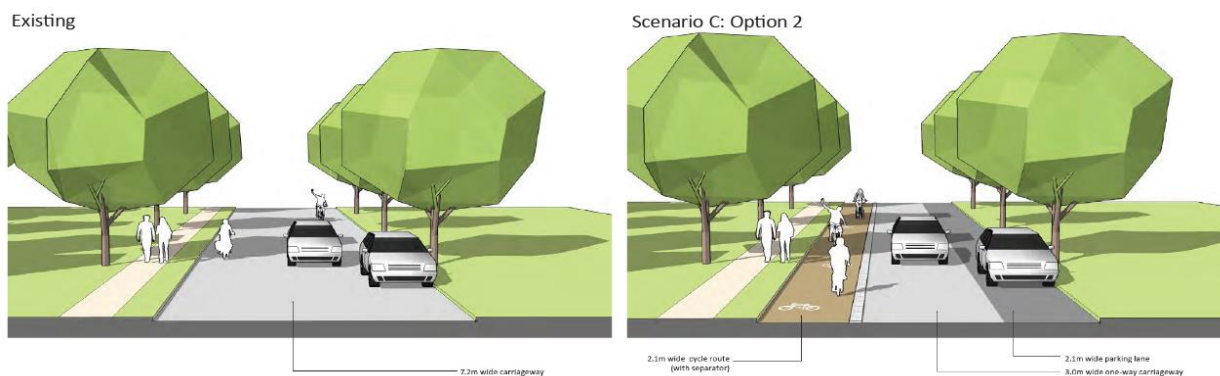 Existing
Scenario C: Option 2
7.2m wide carriageway
2.1m wide cycle route
(with separator)
2.1m wide parking lane
3.0m wide one-way carriageway